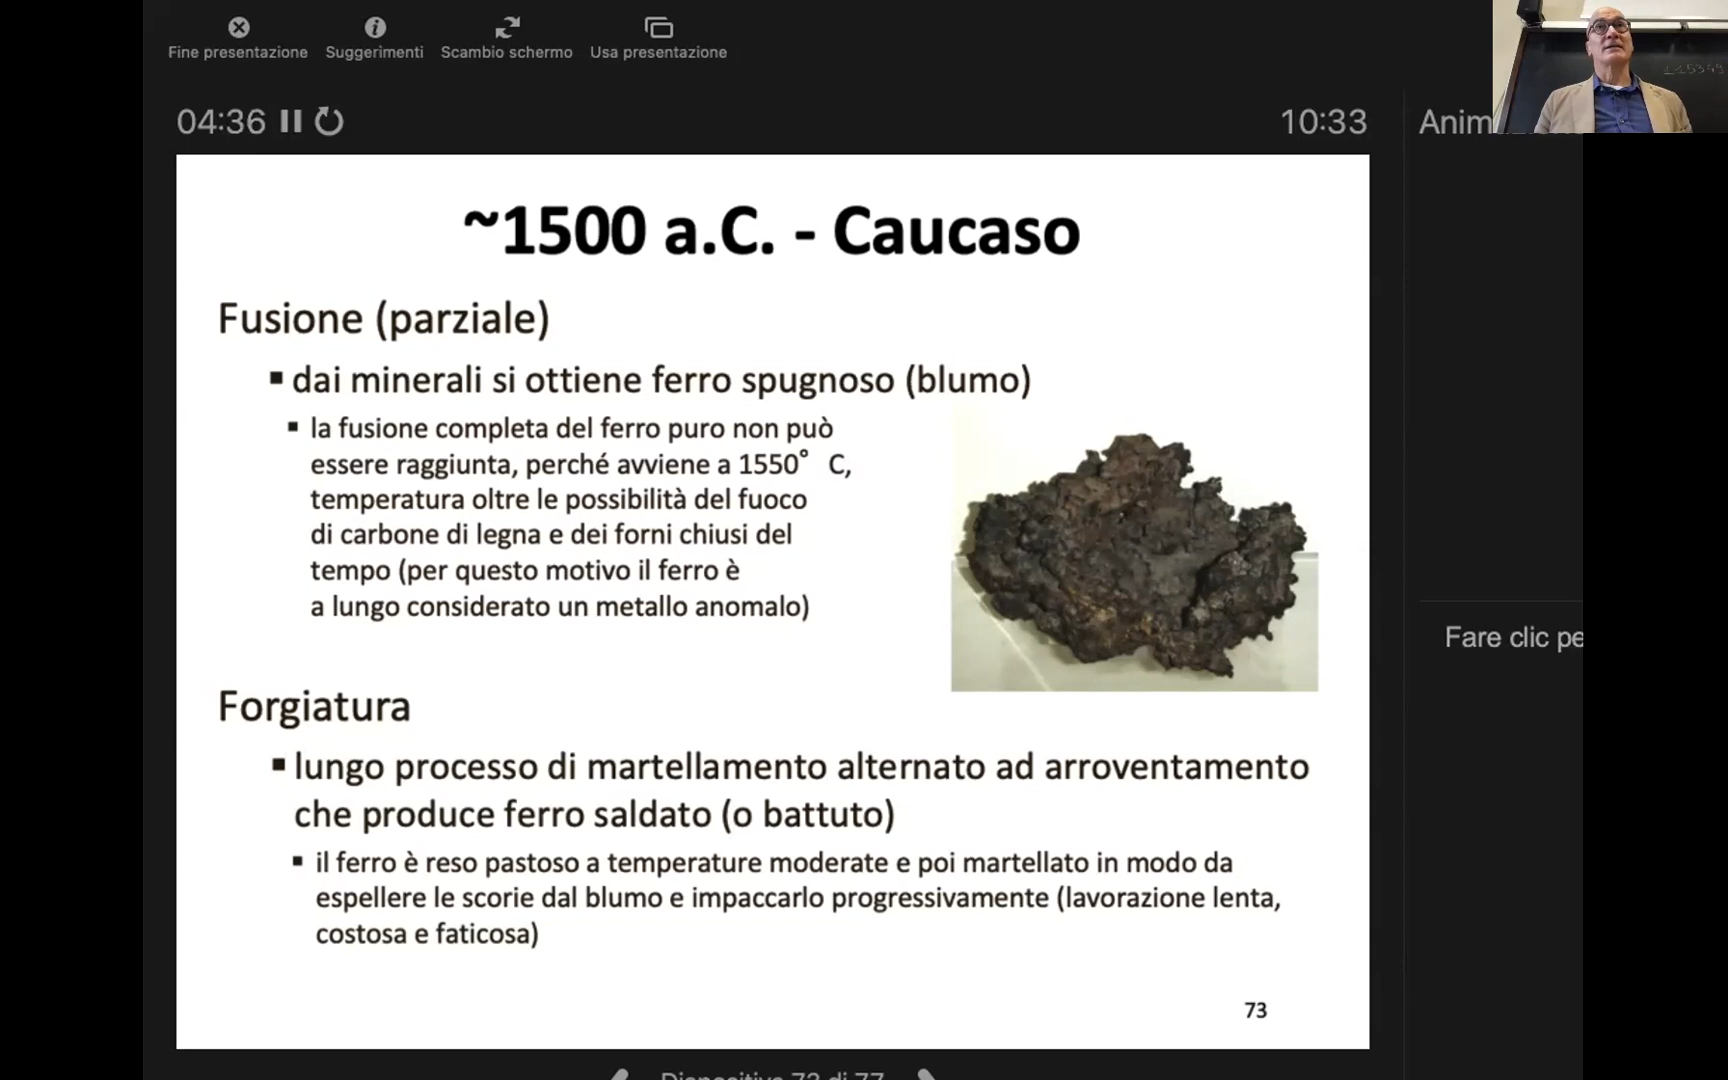 Fine presentazione
Suggerimenti
Scambio schermo
Usa presentazione
04:36
10:33
~1500 a.C. - Caucaso
Fusione (parziale)
▪ dai minerali si ottiene ferro spugnoso (blumo)
▪ la fusione completa del ferro puro non può
essere raggiunta, perché avviene a 1550° C,
temperatura oltre le possibilità del fuoco
di carbone di legna e dei forni chiusi del
tempo (per questo motivo il ferro è
a lungo considerato un metallo anomalo)
Forgiatura
▪ lungo processo di martellamento alternato ad arroventamento
che produce ferro saldato (o battuto)
▪ il ferro è reso pastoso a temperature moderate e poi martellato in modo da
espellere le scorie dal blumo e impaccarlo progressivamente (lavorazione lenta,
costosa e faticosa)
73
Anim
Fare clic pe
Diapositiva 73 di 77